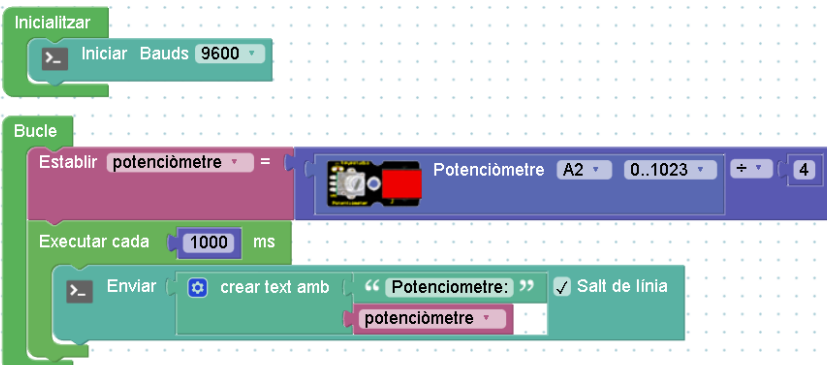 Inicialitzar
Iniciar Bauds 9600
Bucle
Establir potenciòmetre = Potenciòmetre A2 0..1023 ÷ 4
Executar cada 1000 ms
Enviar crear text amb “ Potenciometre: ” Salt de línia
potenciòmetre